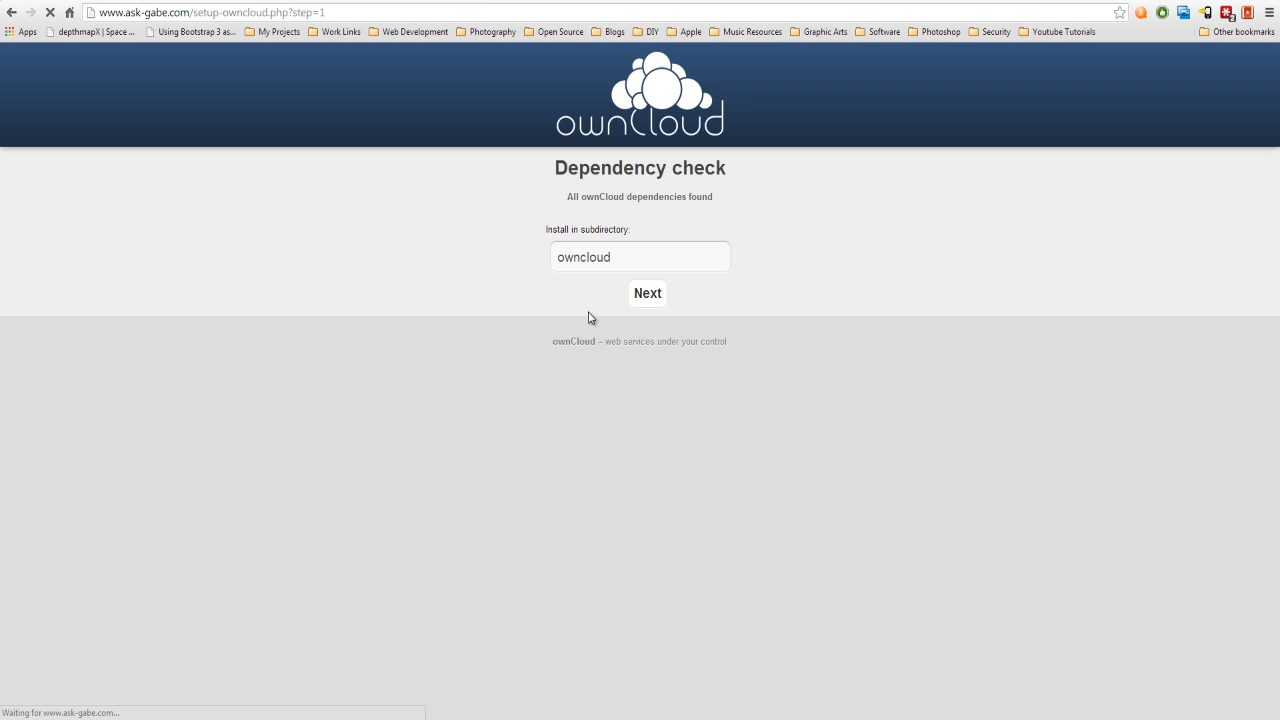 www.ask-gabe.com/setup-owncloud.php?step=1
Apps depthmapX | Space ... Using Bootstrap 3 as... My Projects Work Links Web Development Photography Open Source Blogs DIY Apple Music Resources Graphic Arts Software Photoshop Security Youtube Tutorials Other bookmarks
ownCloud
Dependency check
All ownCloud dependencies found
Install in subdirectory:
owncloud
Next
ownCloud – web services under your control
Waiting for www.ask-gabe.com...